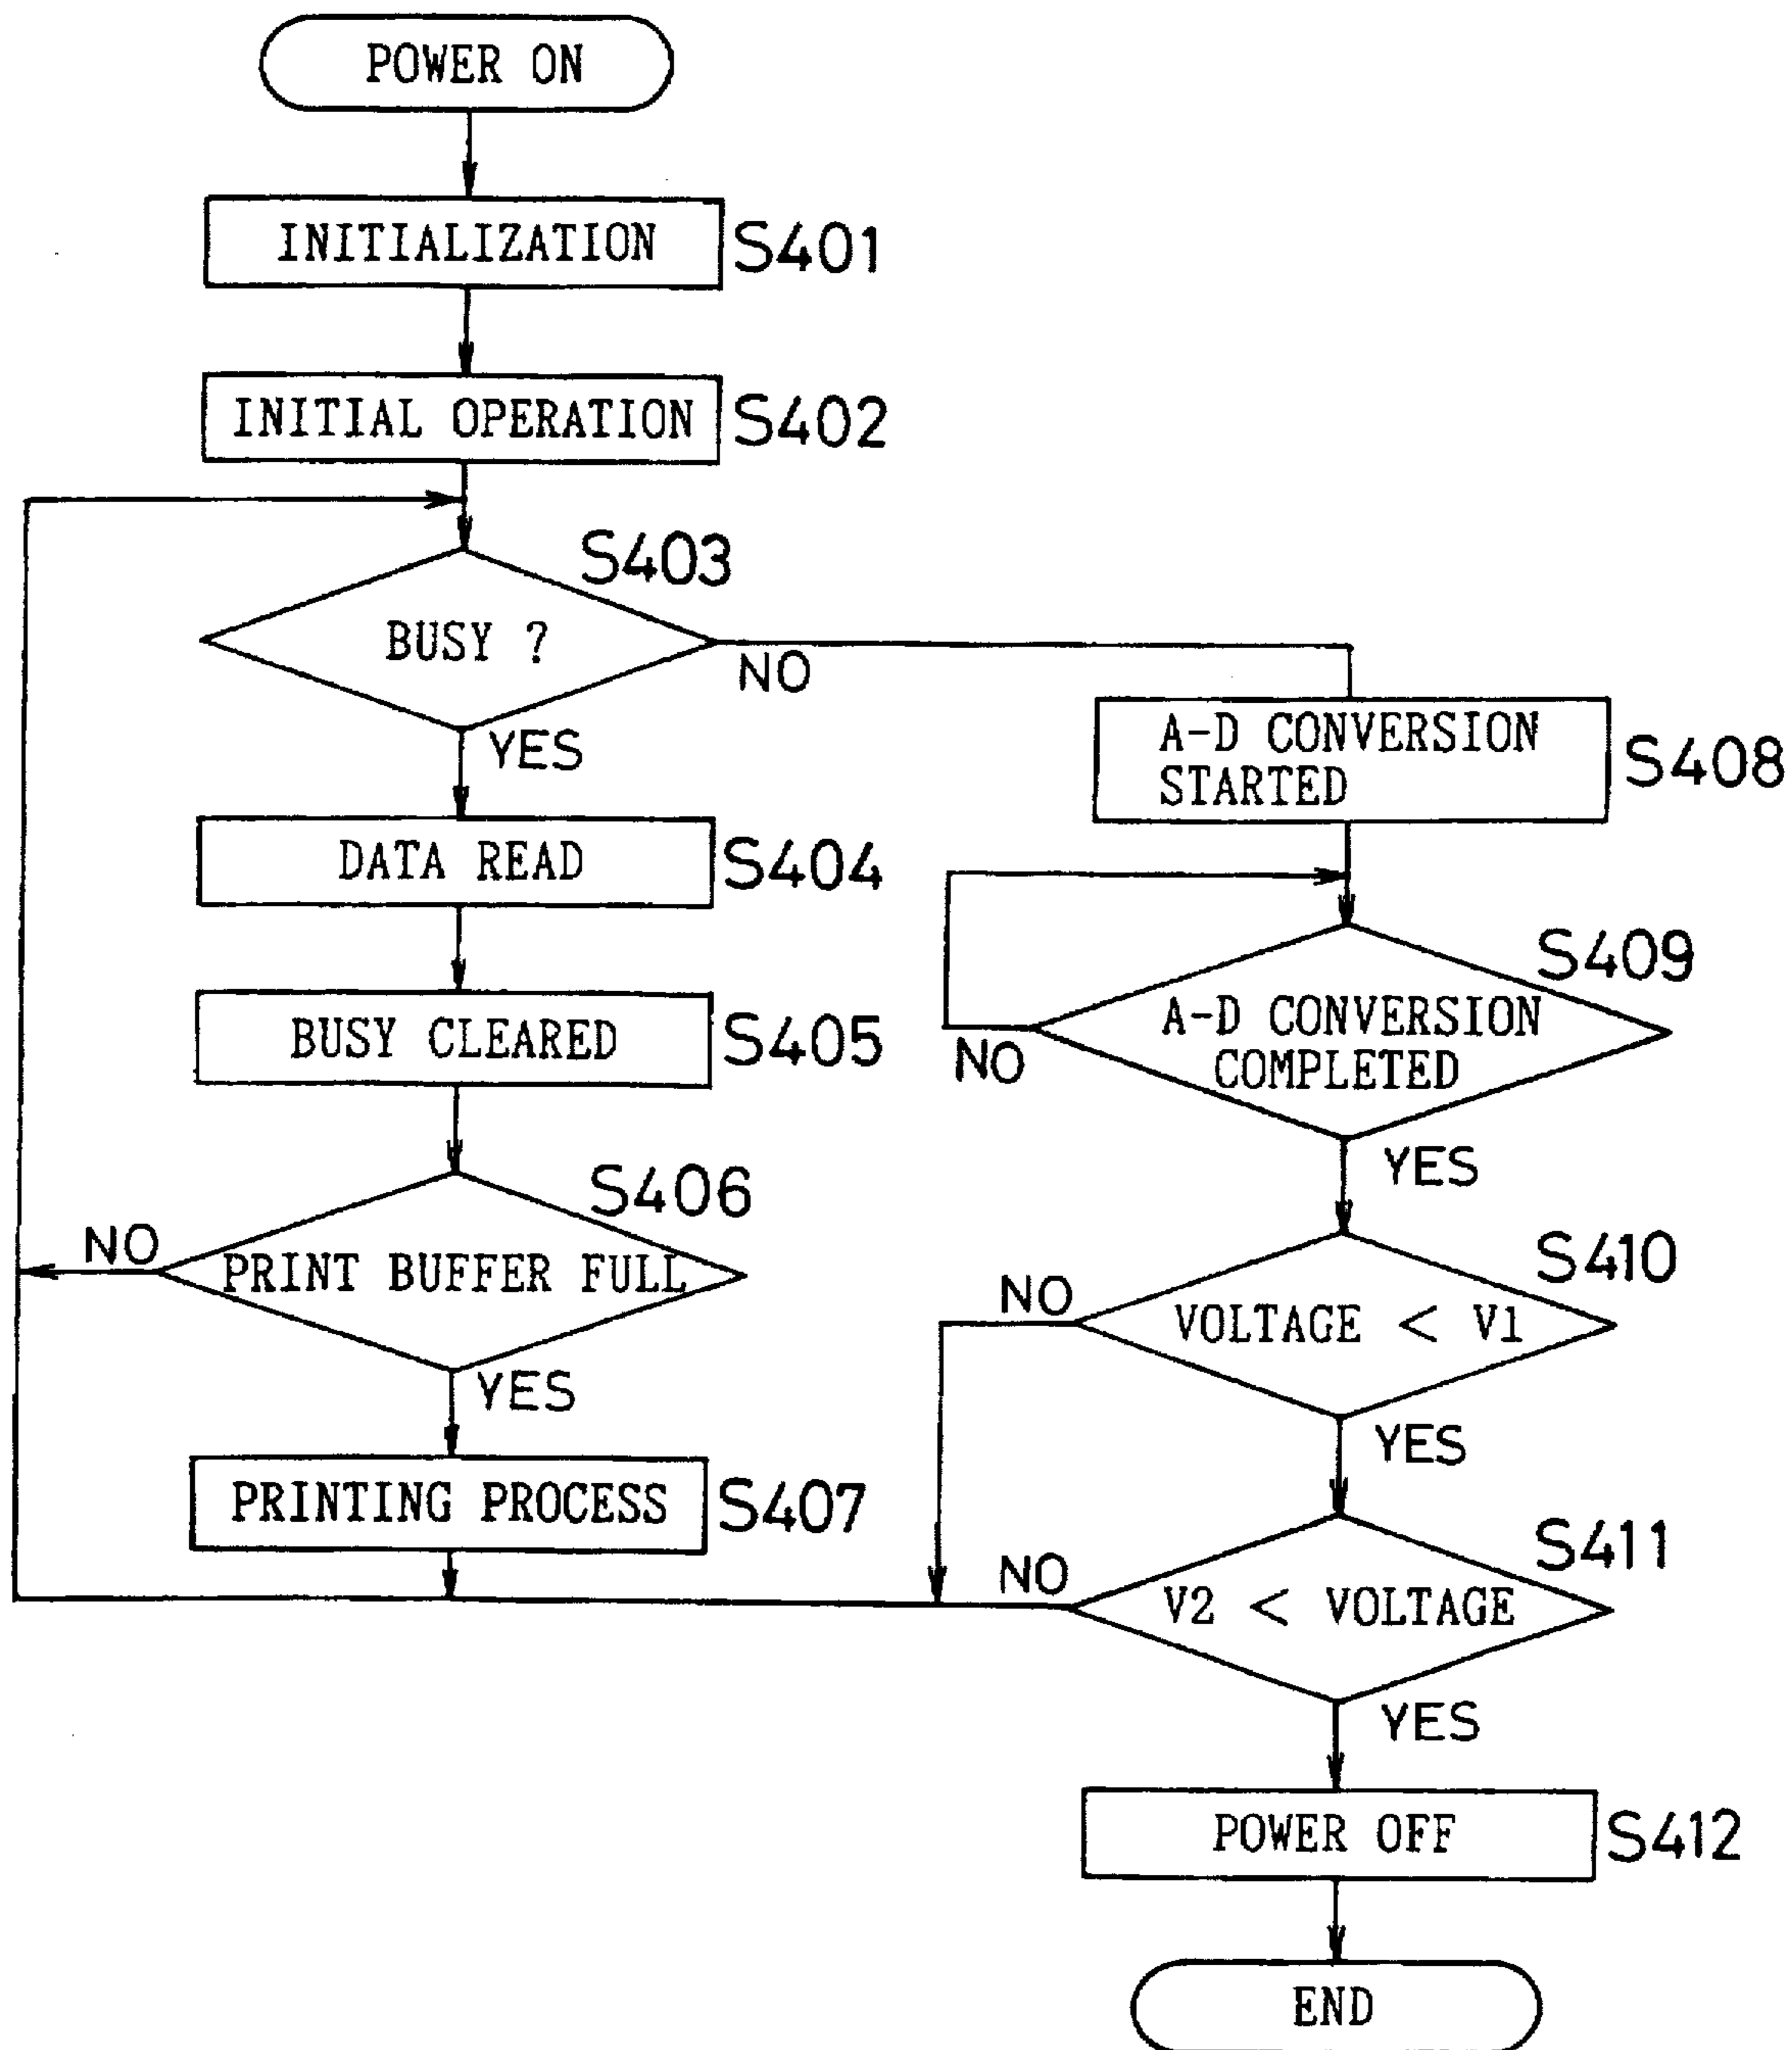 POWER ON
INITIALIZATION
S401
INITIAL OPERATION
S402
S403
BUSY ?
NO
YES
DATA READ
S404
BUSY CLEARED
S405
S406
NO
PRINT BUFFER FULL
YES
PRINTING PROCESS
S407
A-D CONVERSION
STARTED
S408
S409
A-D CONVERSION
COMPLETED
NO
YES
S410
NO
VOLTAGE < V1
YES
S411
NO
V2 < VOLTAGE
YES
POWER OFF
S412
END